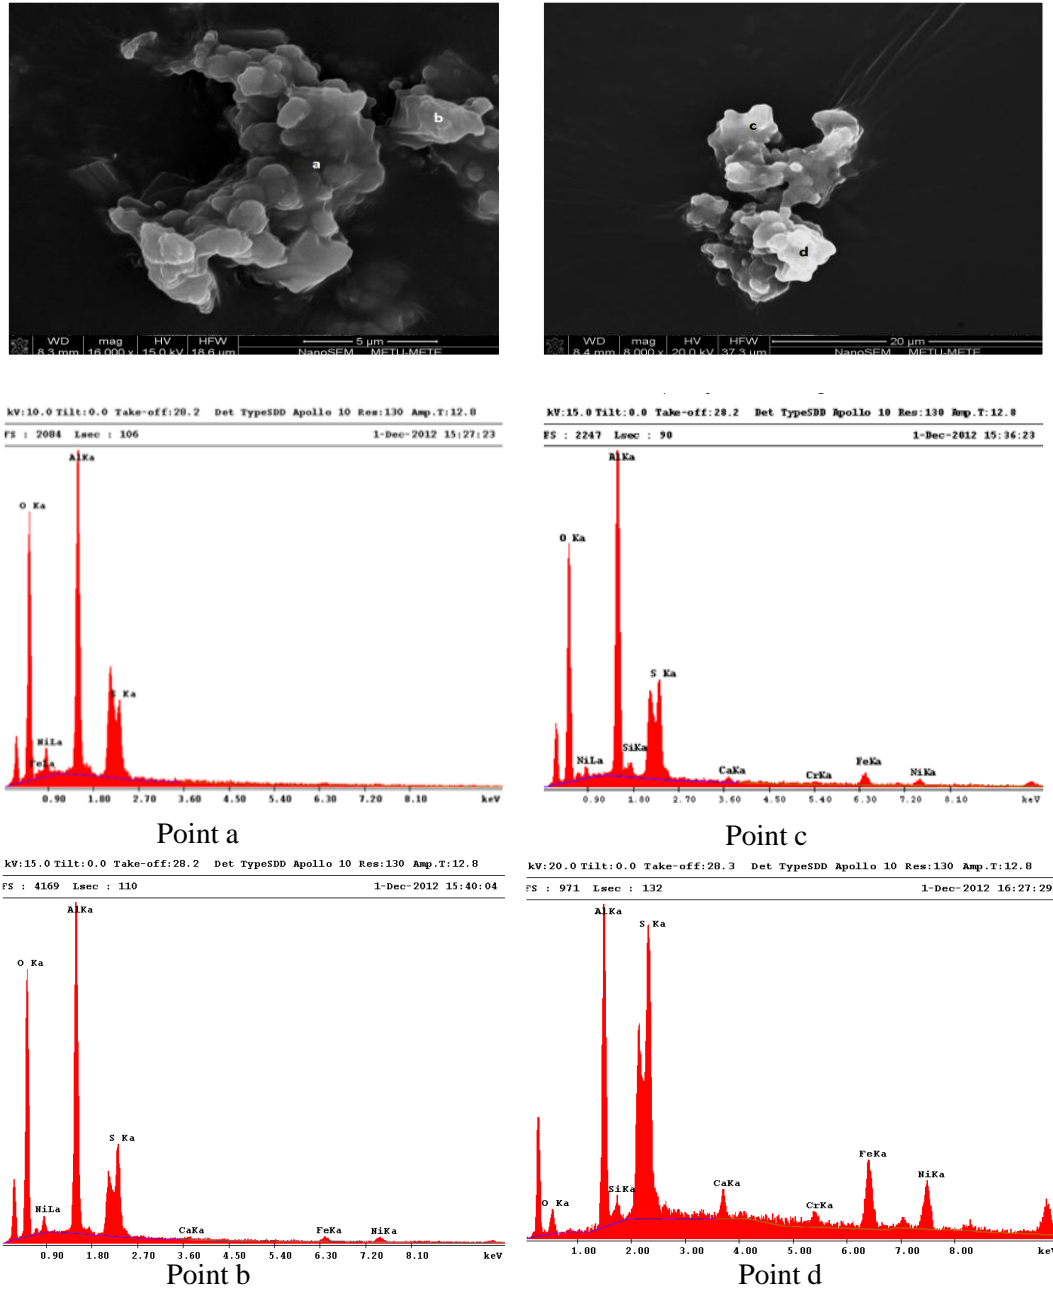 b
a
c
d
WD mag HV HFW 5 µm
8.3 mm 16 000 x 15.0 kV 18.6 µm NanoSEM METU-METE
WD mag HV HFW 20 µm
8.4 mm 8 000 x 20.0 kV 37.3 µm NanoSEM METU-METE
kV:10.0 Tilt:0.0 Take-off:28.2 Det TypeSDD Apollo 10 Res:130 Amp.T:12.8
FS : 2084 Lsec : 106 1-Dec-2012 15:27:23
AlKa
O Ka
S Ka
NiLa
FeLa
0.90 1.80 2.70 3.60 4.50 5.40 6.30 7.20 8.10 keV
Point a
kV:15.0 Tilt:0.0 Take-off:28.2 Det TypeSDD Apollo 10 Res:130 Amp.T:12.8
FS : 2247 Lsec : 90 1-Dec-2012 15:36:23
AlKa
O Ka
S Ka
SiKa
NiLa
CaKa
CrKa
FeKa
NiKa
0.90 1.80 2.70 3.60 4.50 5.40 6.30 7.20 8.10 keV
Point c
kV:15.0 Tilt:0.0 Take-off:28.2 Det TypeSDD Apollo 10 Res:130 Amp.T:12.8
FS : 4169 Lsec : 110 1-Dec-2012 15:40:04
AlKa
O Ka
S Ka
NiLa
CaKa
FeKa
NiKa
0.90 1.80 2.70 3.60 4.50 5.40 6.30 7.20 8.10 keV
Point b
kV:20.0 Tilt:0.0 Take-off:28.3 Det TypeSDD Apollo 10 Res:130 Amp.T:12.8
FS : 971 Lsec : 132 1-Dec-2012 16:27:29
AlKa
S Ka
O Ka
SiKa
CaKa
CrKa
FeKa
NiKa
1.00 2.00 3.00 4.00 5.00 6.00 7.00 8.00 keV
Point d